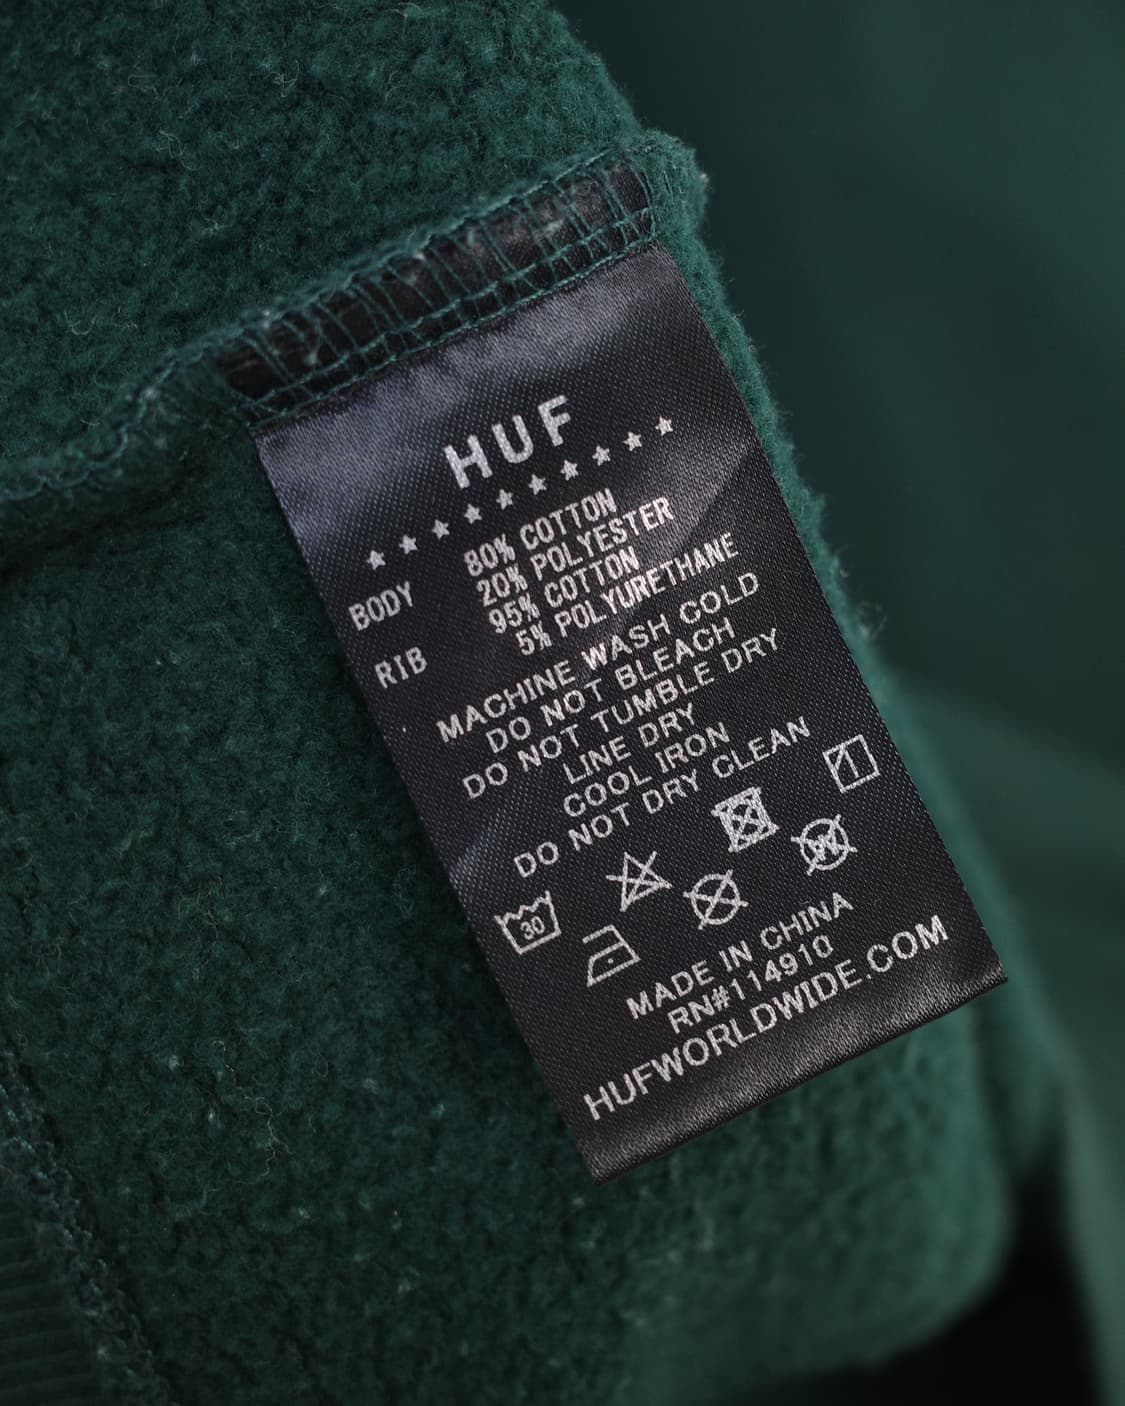 HUF
BODY 80% COTTON
20% POLYESTER
RIB 95% COTTON
5% POLYURETHANE
MACHINE WASH COLD
DO NOT BLEACH
DO NOT TUMBLE DRY
LINE DRY
COOL IRON
DO NOT DRY CLEAN
30
W
MADE IN CHINA
RN#114910
HUFWORLDWIDE.COM